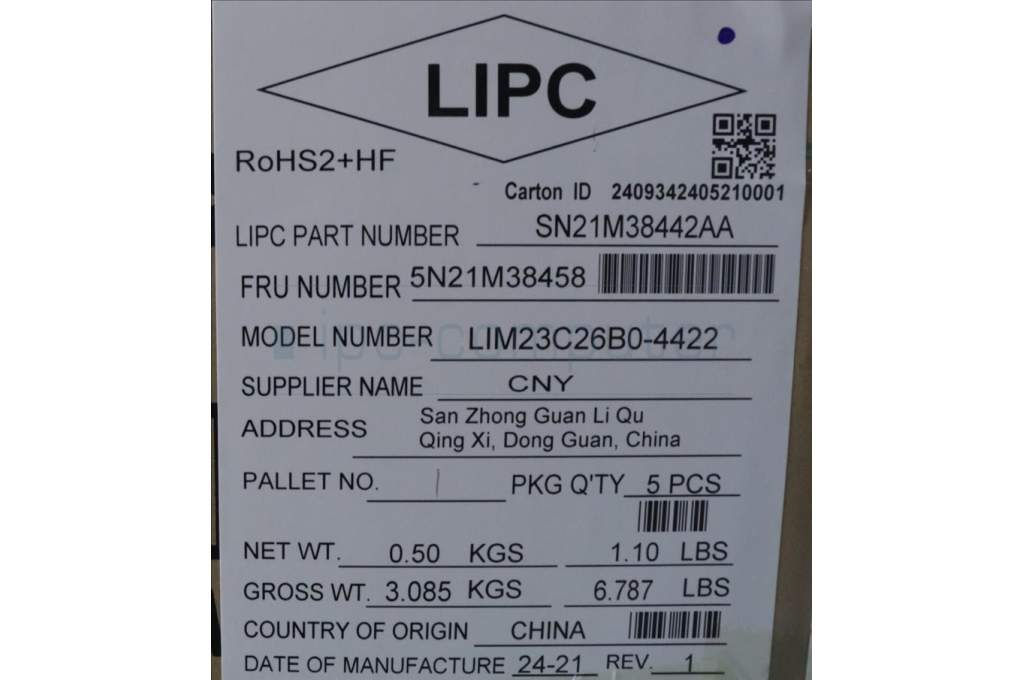 LIPC
RoHS2+HF
Carton ID 2409342405210001
LIPC PART NUMBER SN21M38442AA
FRU NUMBER 5N21M38458
MODEL NUMBER LIM23C26B0-4422
SUPPLIER NAME CNY
ADDRESS San Zhong Guan Li Qu
Qing Xi, Dong Guan, China
PALLET NO. 1 PKG Q'TY 5 PCS
NET WT. 0.50 KGS 1.10 LBS
GROSS WT. 3.085 KGS 6.787 LBS
COUNTRY OF ORIGIN CHINA
DATE OF MANUFACTURE 24-21 REV. 1
ipc computer